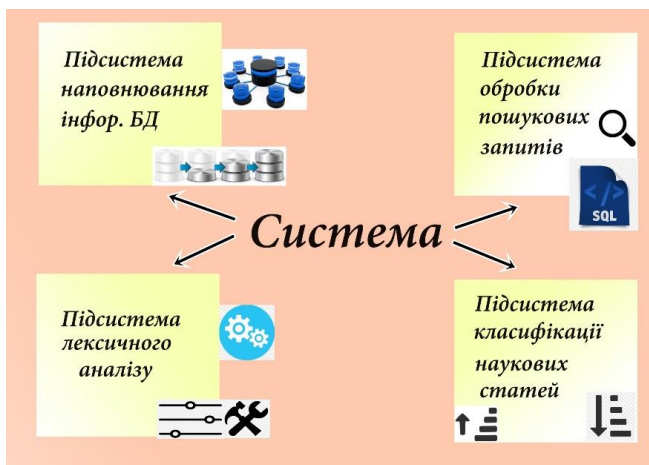 Підсистема
наповнювання
інфор. БД
Підсистема
обробки
пошукових
запитів
</>
SQL
Система
Підсистема
лексичного
аналізу
Підсистема
класифікації
наукових
статей